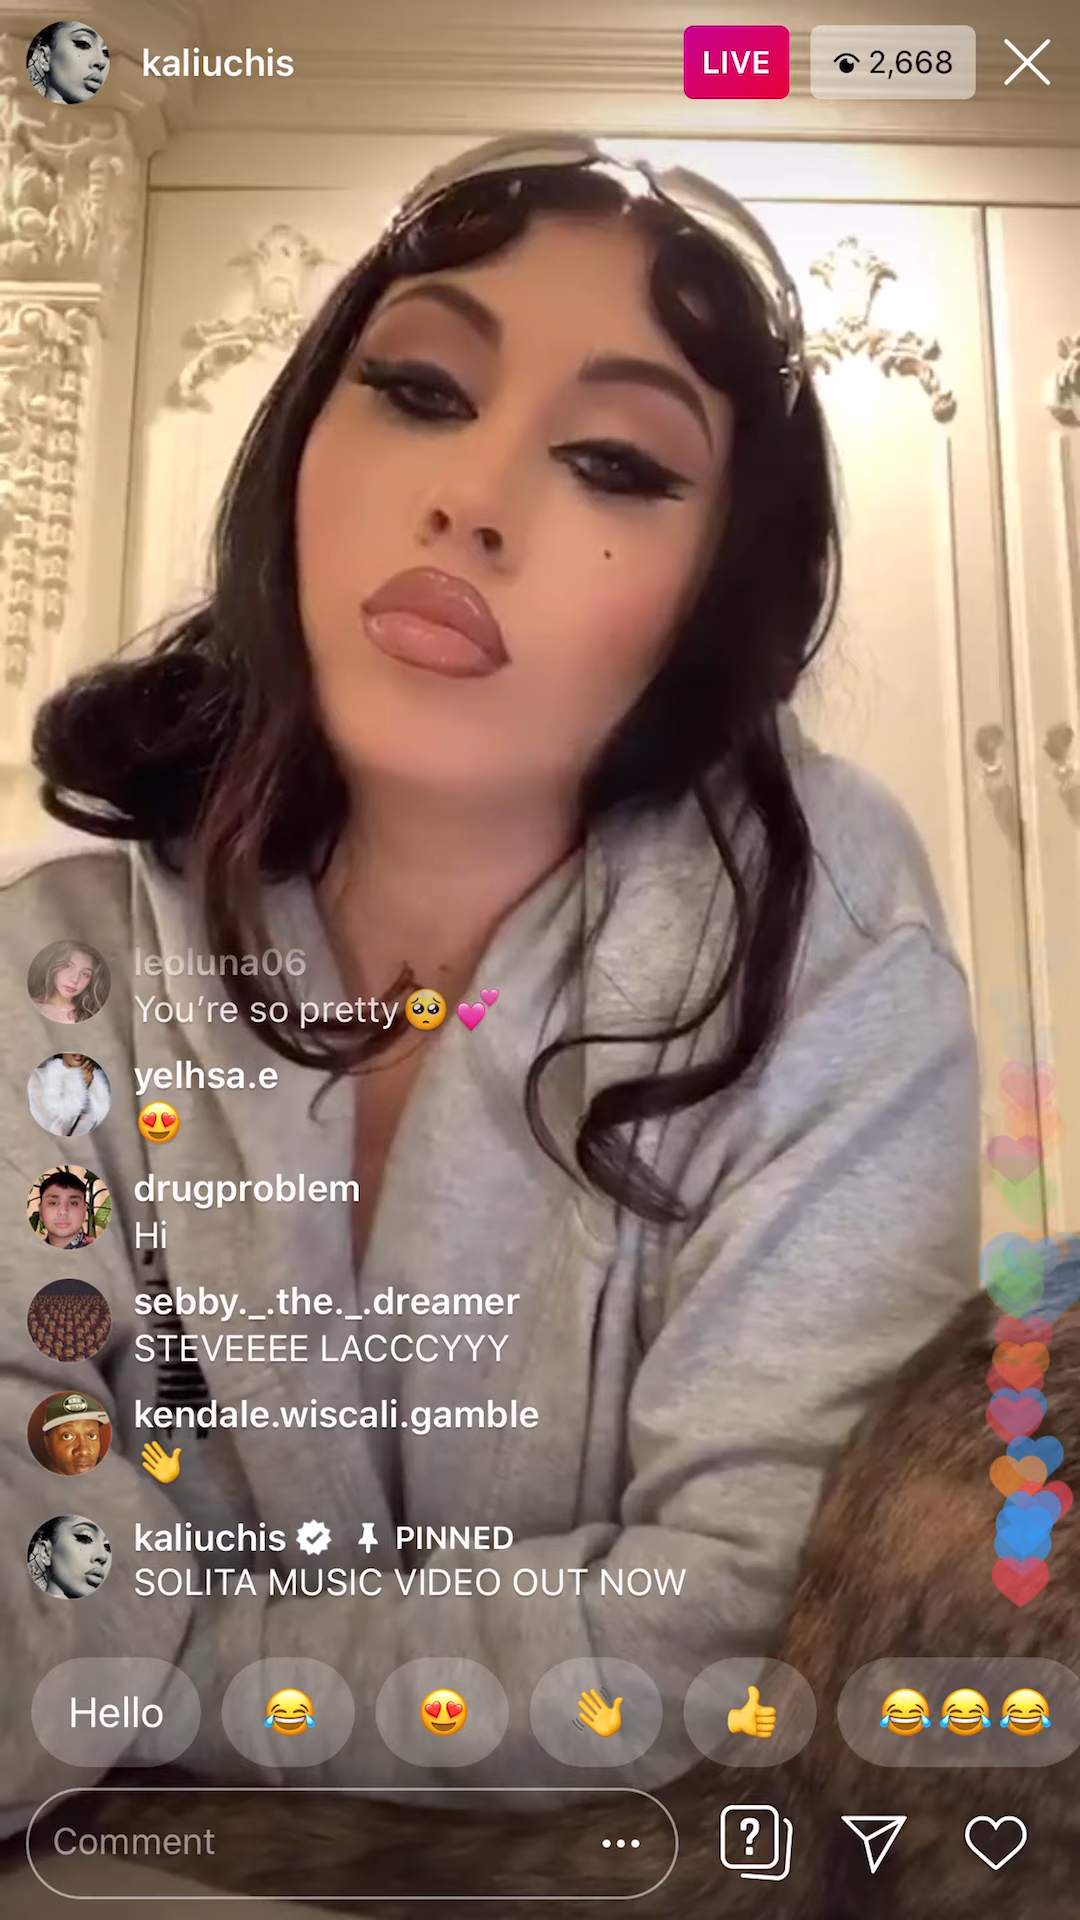 kaliuchis
LIVE
2,668
leoluna06
You’re so pretty🥺💕
yelhsa.e
😍
drugproblem
Hi
sebby._.the._.dreamer
STEVEEEE LACCCYYY
kendale.wiscali.gamble
👋
kaliuchis PINNED
SOLITA MUSIC VIDEO OUT NOW
Hello 😂 😍 👋 👍 😂😂😂
Comment ...
?